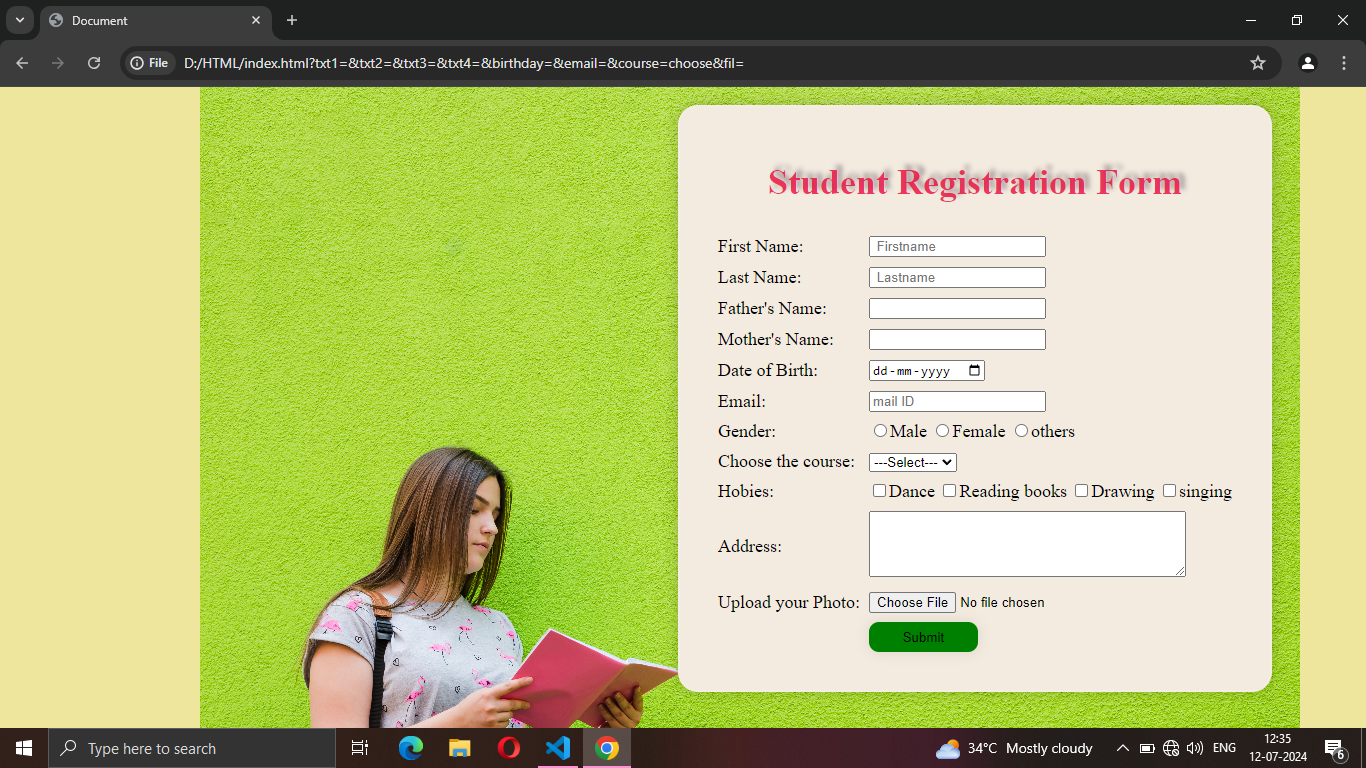 Document
File D:/HTML/index.html?txt1=&txt2=&txt3=&txt4=&birthday=&email=&course=choose&fil=
Student Registration Form
First Name: Firstname
Last Name: Lastname
Father's Name:
Mother's Name:
Date of Birth: dd-mm-yyyy
Email: mail ID
Gender: Male Female others
Choose the course: ---Select---
Hobies: Dance Reading books Drawing singing
Address:
Upload your Photo: Choose File No file chosen
Submit
Type here to search 34°C Mostly cloudy ENG 12:35
12-07-2024 6